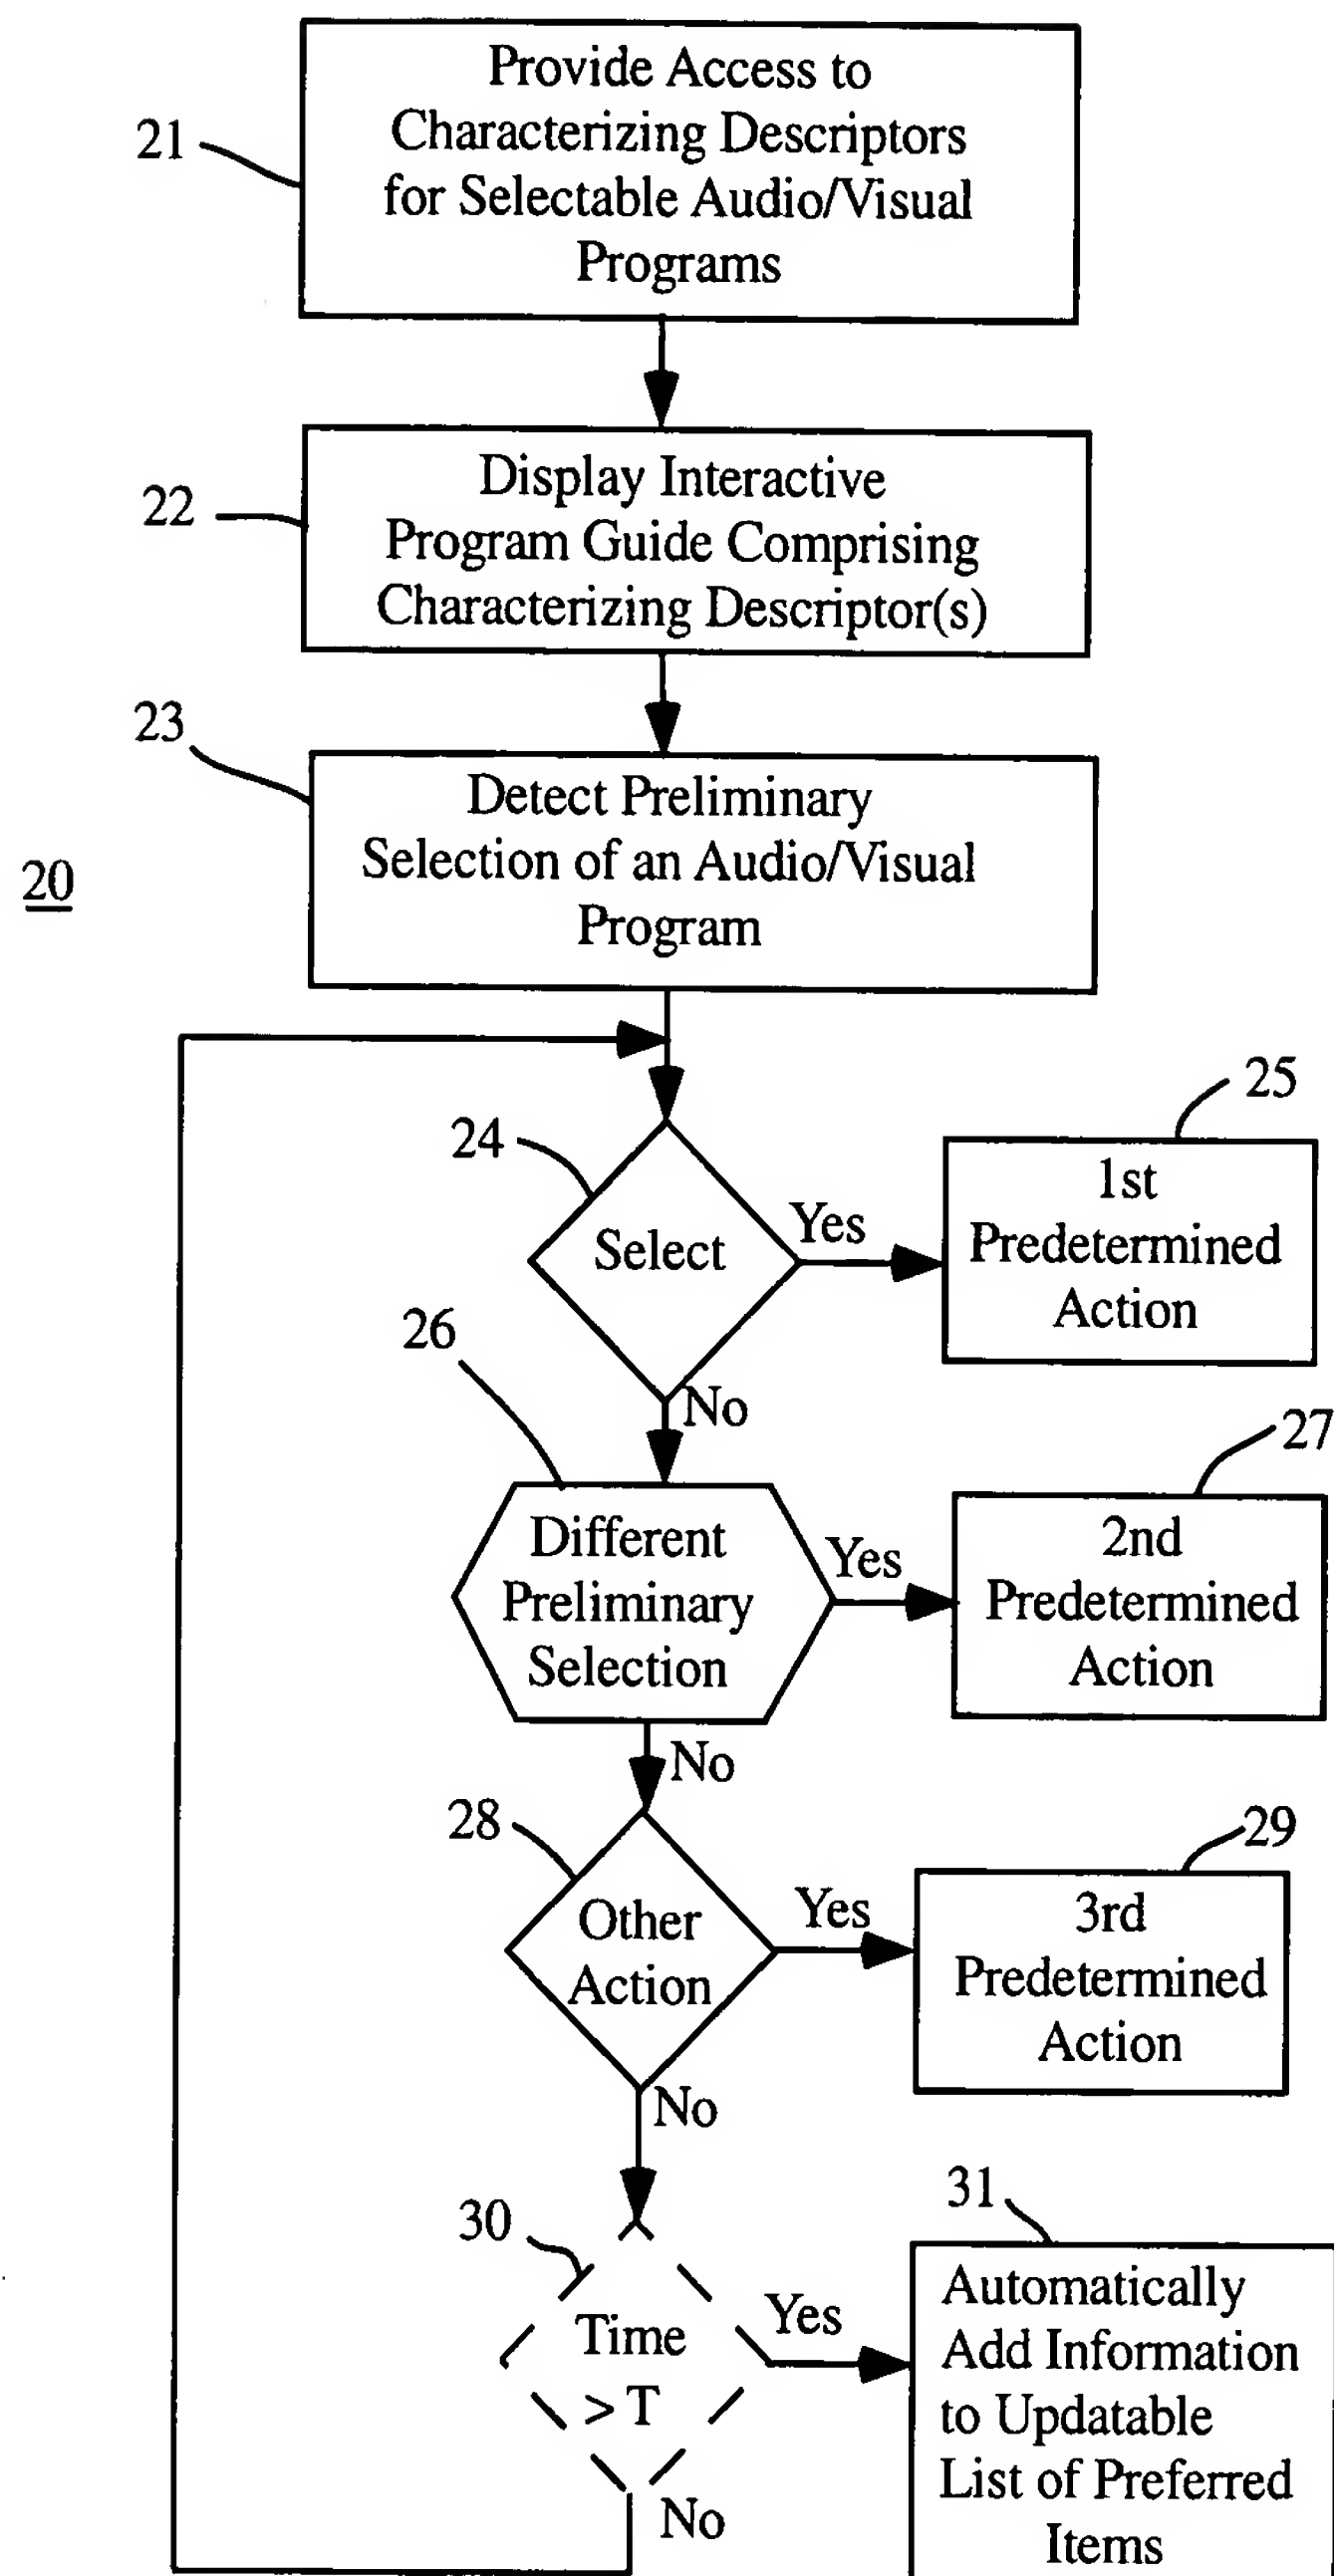 Provide Access to
Characterizing Descriptors
for Selectable Audio/Visual
Programs
21
Display Interactive
Program Guide Comprising
Characterizing Descriptor(s)
22
23
Detect Preliminary
Selection of an Audio/Visual
Program
20
24
Select
Yes
25
1st
Predetermined
Action
No
26
Different
Preliminary
Selection
Yes
27
2nd
Predetermined
Action
No
28
Other
Action
Yes
29
3rd
Predetermined
Action
No
30
Time
> T
Yes
31
Automatically
Add Information
to Updatable
List of Preferred
Items
No